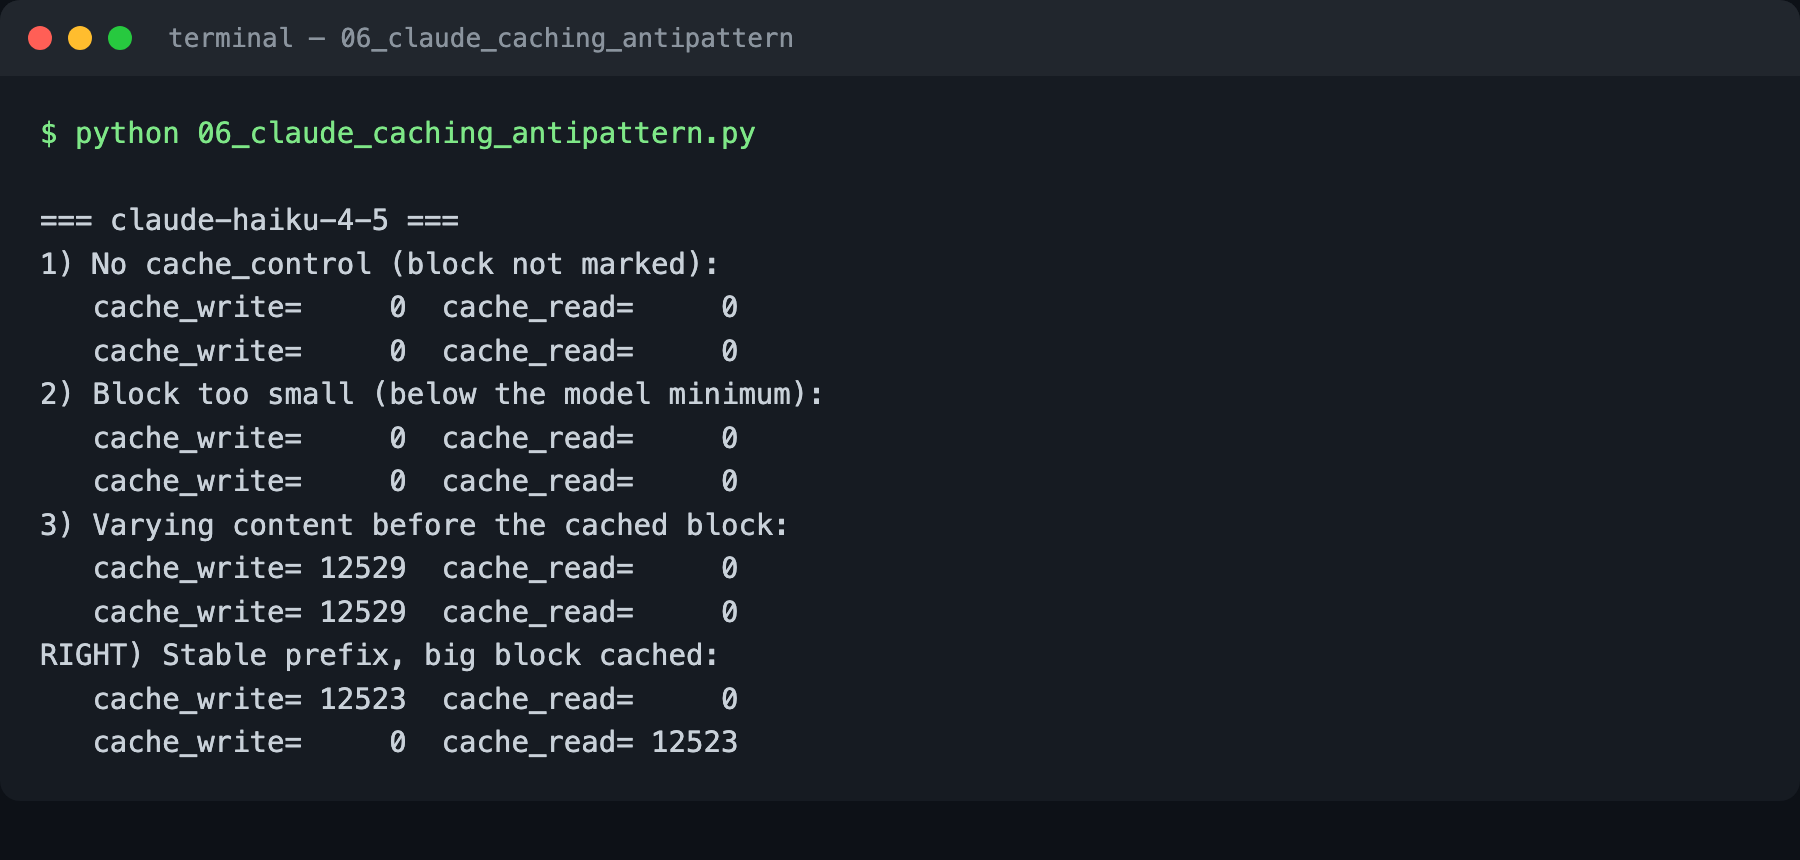 terminal — 06_claude_caching_antipattern
$ python 06_claude_caching_antipattern.py
=== claude-haiku-4-5 ===
1) No cache_control (block not marked):
   cache_write=     0  cache_read=     0
   cache_write=     0  cache_read=     0
2) Block too small (below the model minimum):
   cache_write=     0  cache_read=     0
   cache_write=     0  cache_read=     0
3) Varying content before the cached block:
   cache_write= 12529  cache_read=     0
   cache_write= 12529  cache_read=     0
RIGHT) Stable prefix, big block cached:
   cache_write= 12523  cache_read=     0
   cache_write=     0  cache_read= 12523